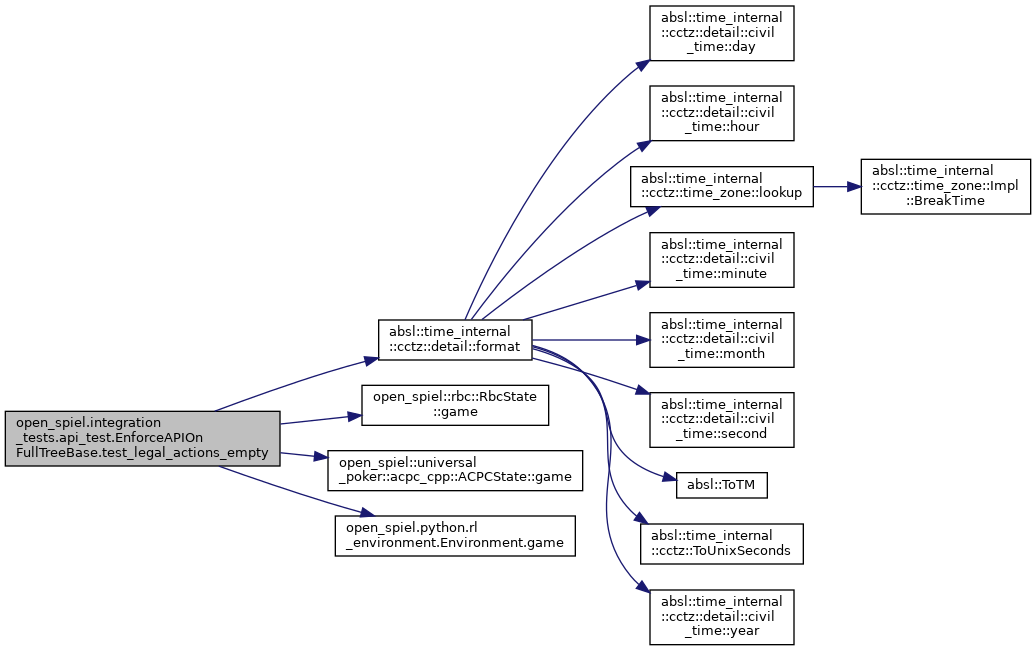 absl::time_internal
::cctz::detail::civil
_time::day
absl::time_internal
::cctz::detail::civil
_time::hour
absl::time_internal
::cctz::time_zone::lookup
absl::time_internal
::cctz::time_zone::Impl
::BreakTime
absl::time_internal
::cctz::detail::civil
_time::minute
absl::time_internal
::cctz::detail::format
absl::time_internal
::cctz::detail::civil
_time::month
open_spiel::rbc::RbcState
::game
absl::time_internal
::cctz::detail::civil
_time::second
open_spiel.integration
_tests.api_test.EnforceAPIOn
FullTreeBase.test_legal_actions_empty
open_spiel::universal
_poker::acpc_cpp::ACPCState::game
absl::ToTM
open_spiel.python.rl
_environment.Environment.game
absl::time_internal
::cctz::ToUnixSeconds
absl::time_internal
::cctz::detail::civil
_time::year